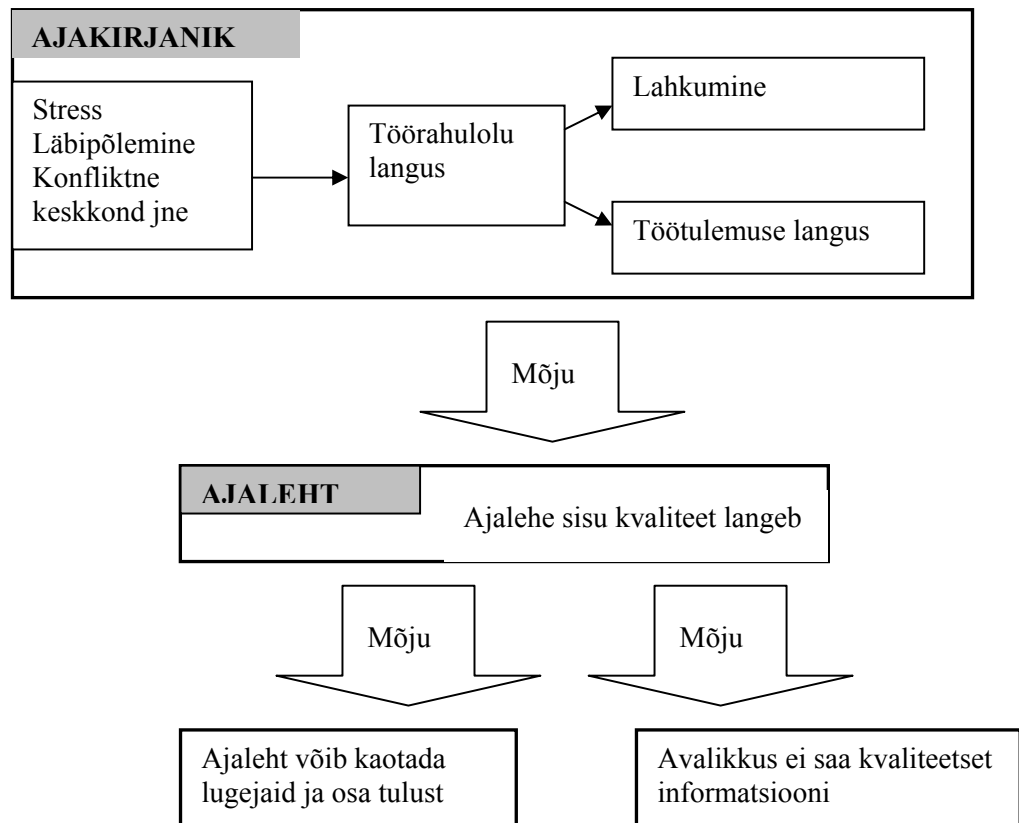 AJAKIRJANIK
Stress
Läbipõlemine
Konfliktne
keskkond jne
Töörahulolu
langus
Lahkumine
Töötulemuse langus
Mõju
AJALEHT
Ajalehe sisu kvaliteet langeb
Mõju
Mõju
Ajaleht võib kaotada
lugejaid ja osa tulust
Avalikkus ei saa kvaliteetset
informatsiooni